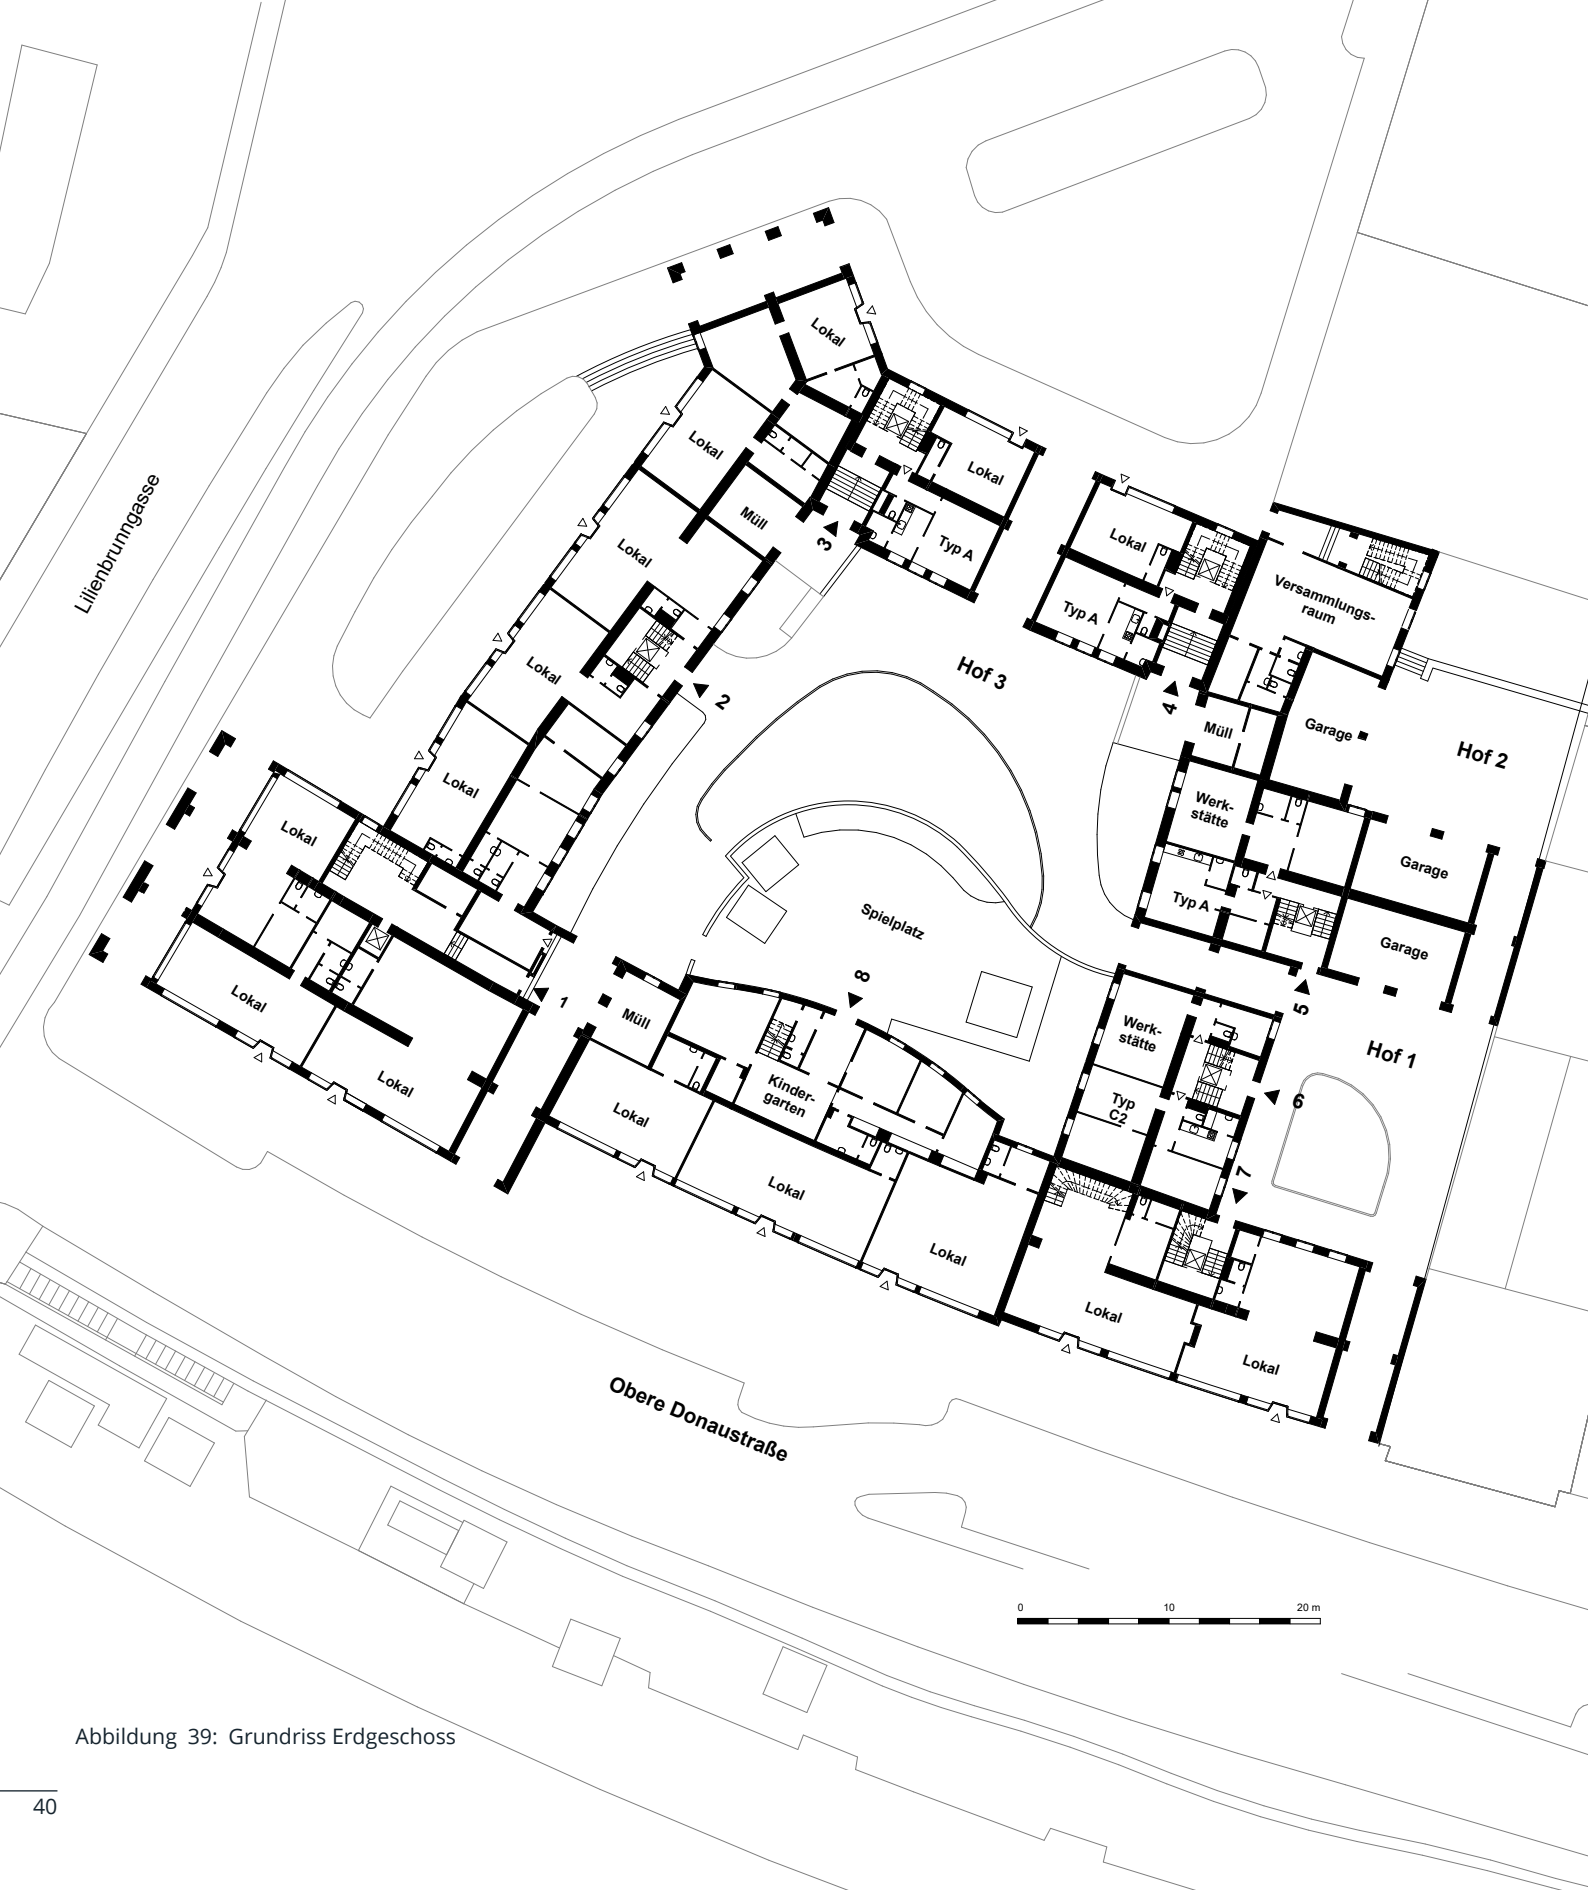 Lilienbrunngasse
Lokal
Lokal
Lokal
Lokal
Müll
3
Typ A
Lokal
Lokal
Typ A
Versammlungs-
raum
Lokal
2
Hof 3
4
Müll
Garage
Hof 2
Lokal
Lokal
Werk-
stätte
Garage
Typ A
Garage
Spielplatz
8
5
Lokal
Lokal
1
Müll
Kinder-
garten
Lokal
Werk-
stätte
Typ
C2
Hof 1
6
7
Lokal
Lokal
Lokal
Lokal
Obere Donaustraße
0
10
20 m
Abbildung 39: Grundriss Erdgeschoss
40